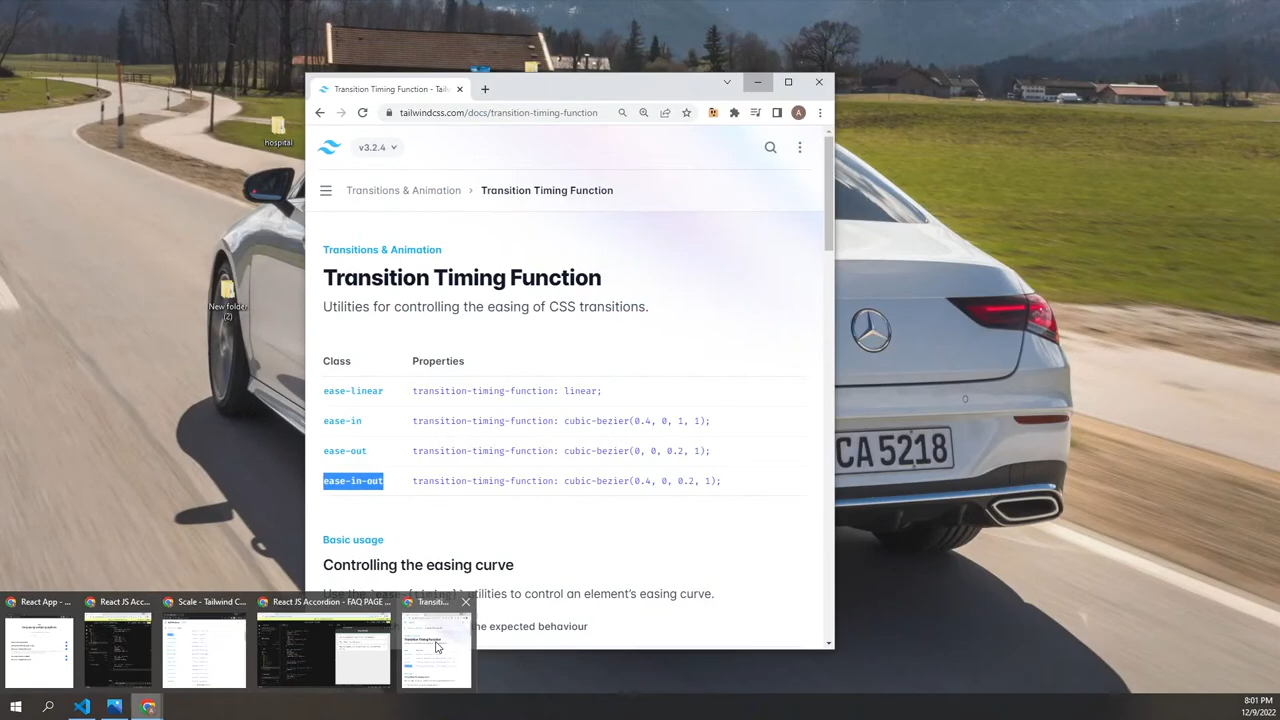 Transition Timing Function - Tail
tailwindcss.com/docs/transition-timing-function
A
v3.2.4
Transitions & Animation › Transition Timing Function
hospital
New folder
(2)
Transitions & Animation
Transition Timing Function
Utilities for controlling the easing of CSS transitions.
Class Properties
ease-linear transition-timing-function: linear;
ease-in transition-timing-function: cubic-bezier(0.4, 0, 1, 1);
ease-out transition-timing-function: cubic-bezier(0, 0, 0.2, 1);
ease-in-out transition-timing-function: cubic-bezier(0.4, 0, 0.2, 1);
CA 5218
Basic usage
Controlling the easing curve
utilities to control an element's easing curve.
expected behaviour
React App - ...
React JS Acc...
Scale - Tailwind C...
React JS Accordion - FAQ PAGE ...
Transiti...
8:01 PM
12/9/2022